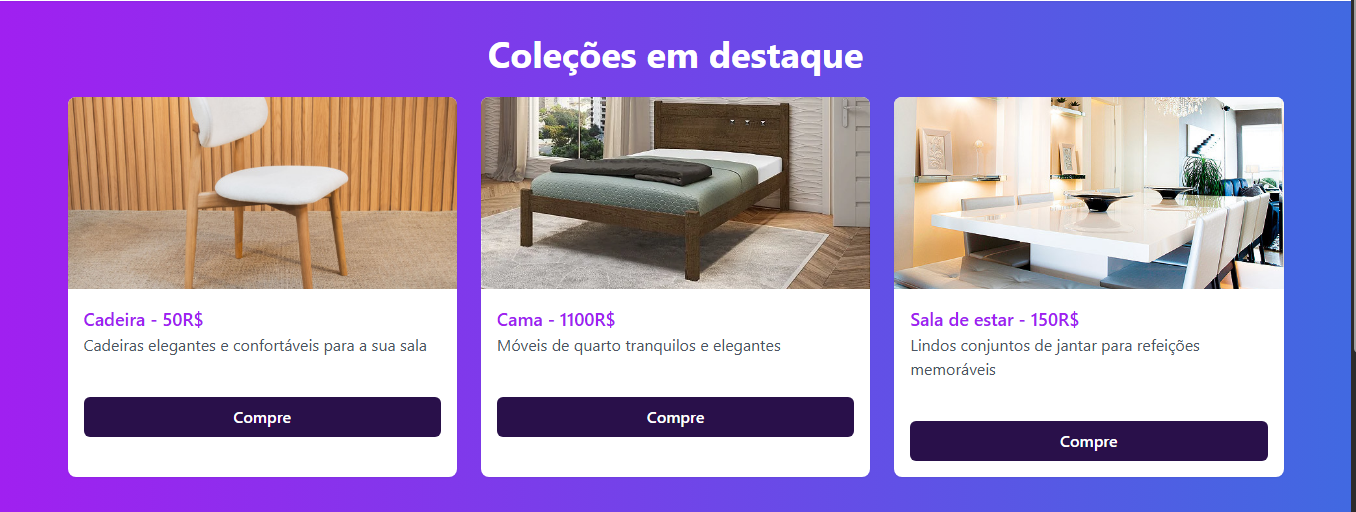 Coleções em destaque
Cadeira - 50R$
Cadeiras elegantes e confortáveis para a sua sala
Compre
Cama - 1100R$
Móveis de quarto tranquilos e elegantes
Compre
Sala de estar - 150R$
Lindos conjuntos de jantar para refeições
memoráveis
Compre